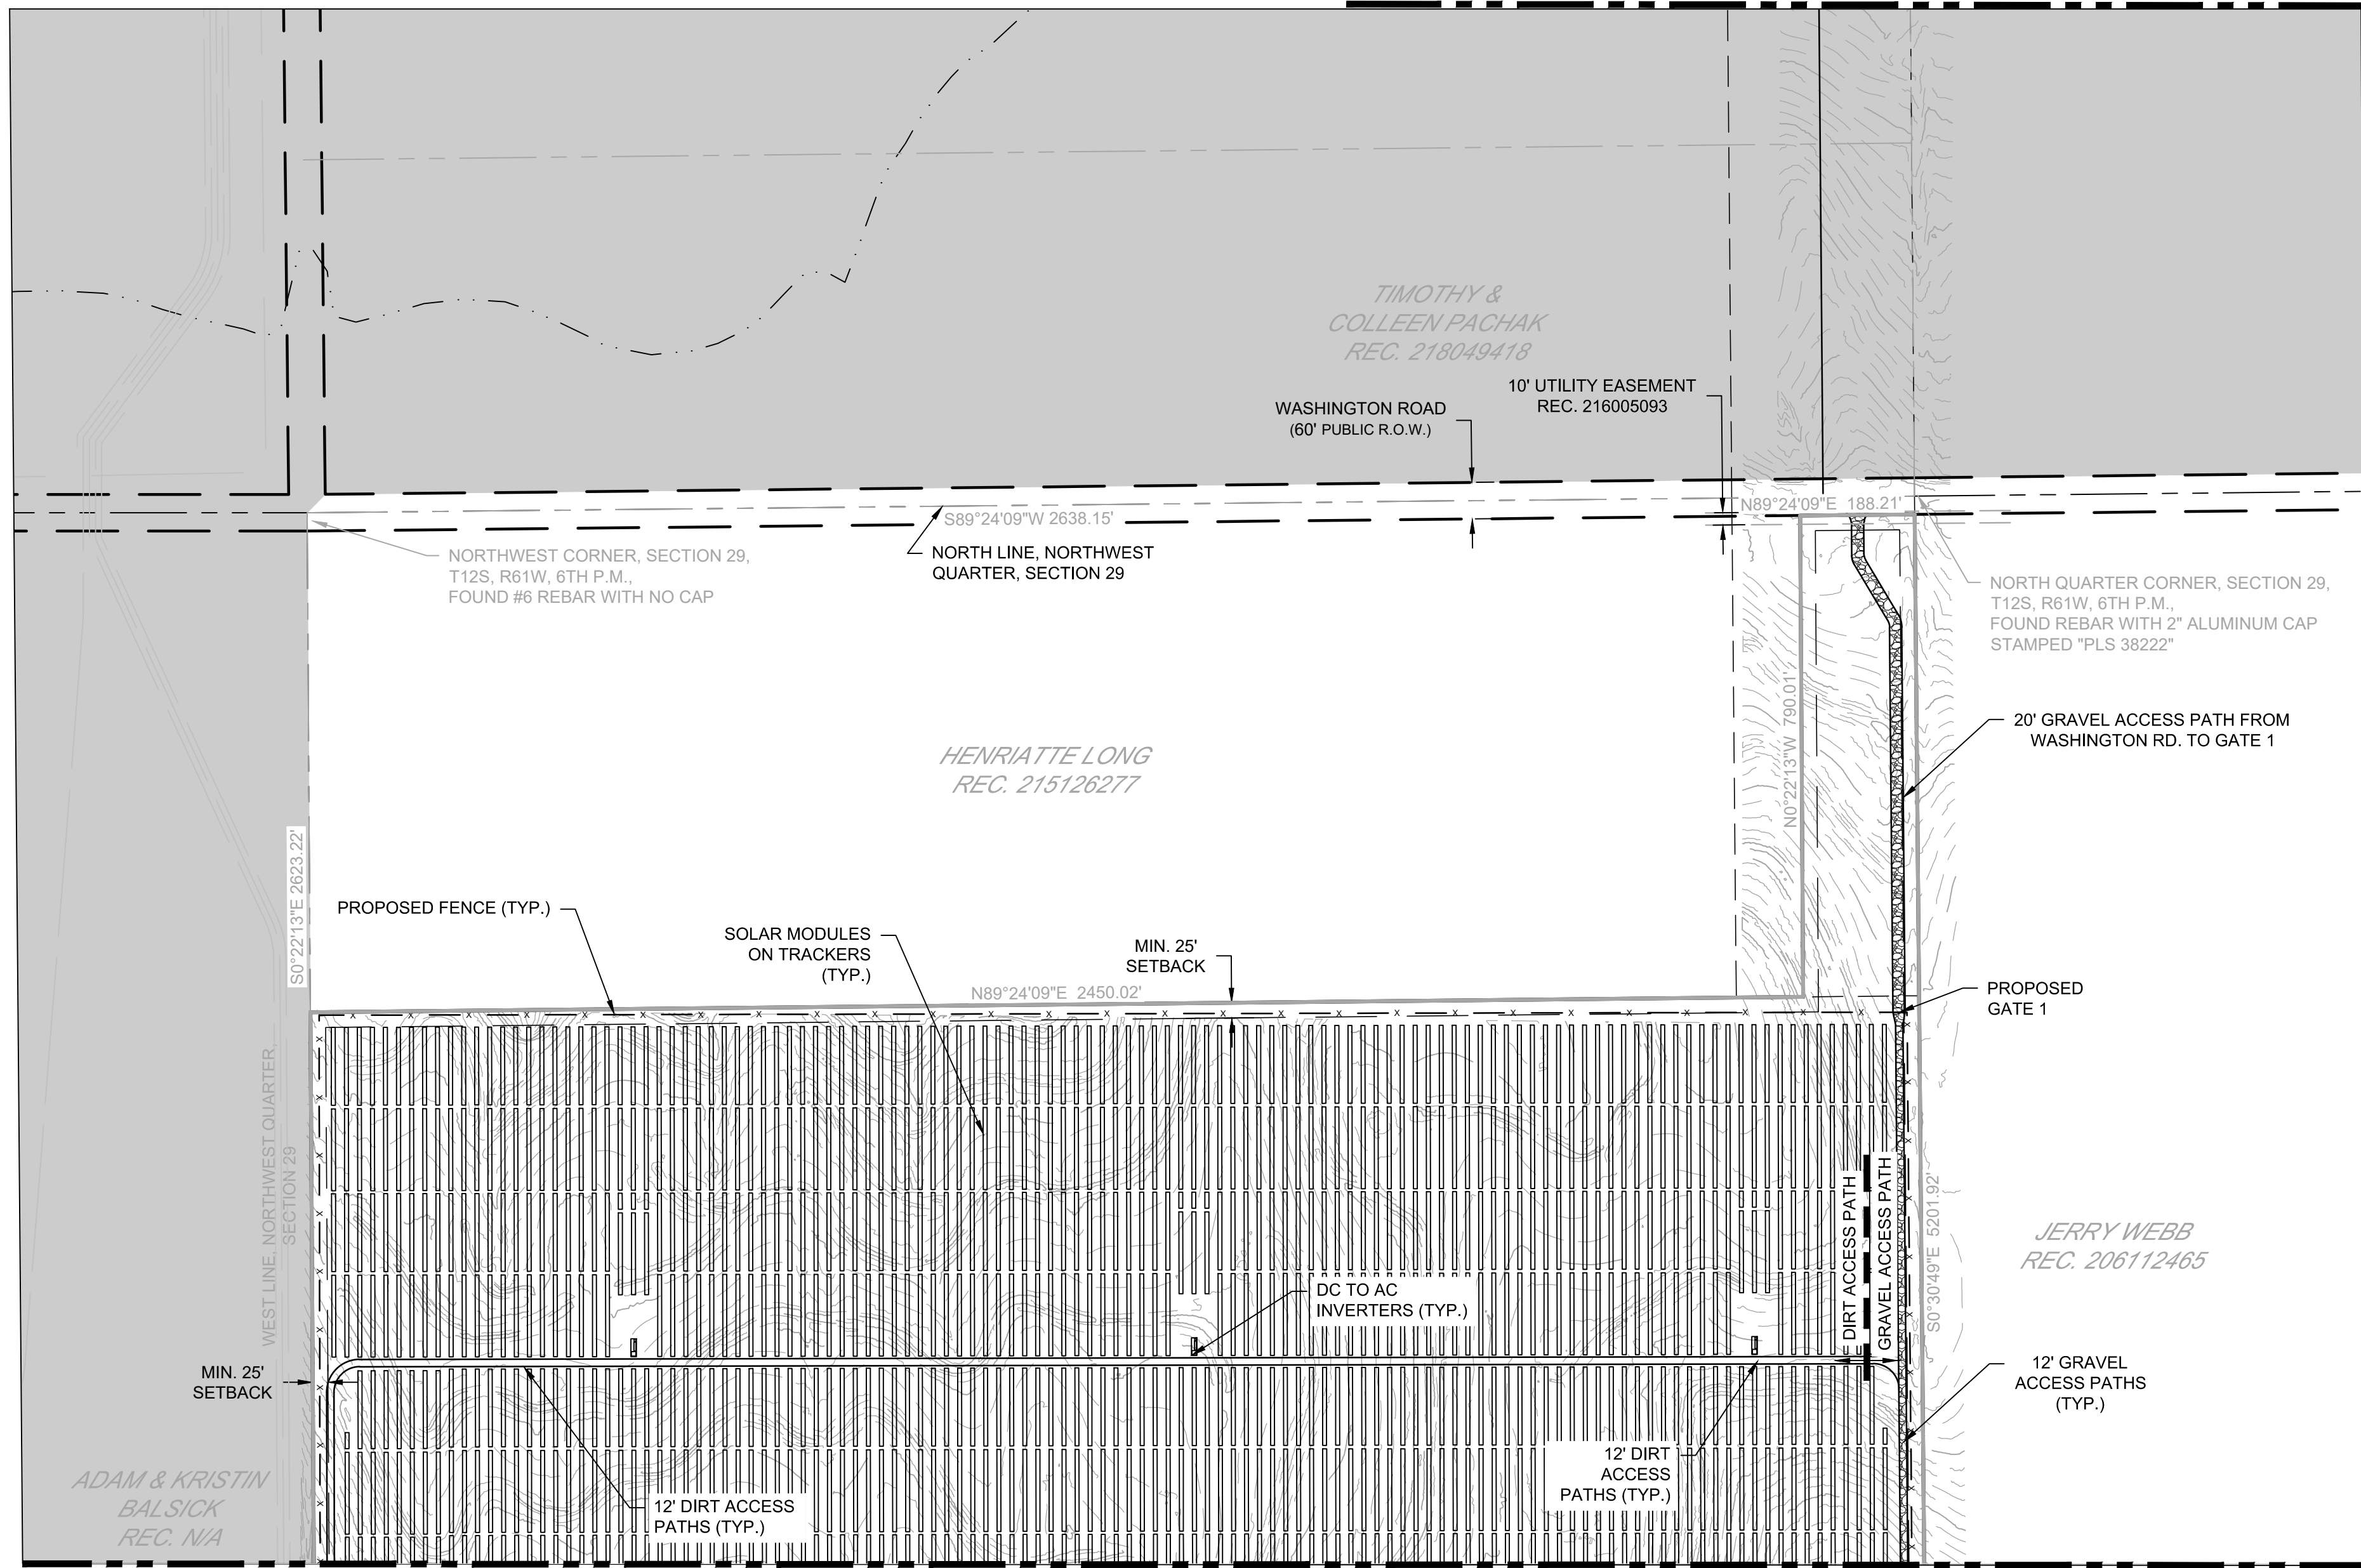 TIMOTHY &
COLLEEN PACHAK
REC. 218049418
10' UTILITY EASEMENT
REC. 216005093
WASHINGTON ROAD
(60' PUBLIC R.O.W.)
N89°24'09"E 188.21'
S89°24'09"W 2638.15'
NORTHWEST CORNER, SECTION 29,
T12S, R61W, 6TH P.M.,
FOUND #6 REBAR WITH NO CAP
NORTH LINE, NORTHWEST
QUARTER, SECTION 29
NORTH QUARTER CORNER, SECTION 29,
T12S, R61W, 6TH P.M.,
FOUND REBAR WITH 2" ALUMINUM CAP
STAMPED "PLS 38222"
20' GRAVEL ACCESS PATH FROM
WASHINGTON RD. TO GATE 1
HENRIATTE LONG
REC. 215126277
N0°22'13"W 790.01'
S0°22'13"E 2623.22'
PROPOSED FENCE (TYP.)
SOLAR MODULES
ON TRACKERS
(TYP.)
MIN. 25'
SETBACK
N89°24'09"E 2450.02'
PROPOSED
GATE 1
WEST LINE, NORTHWEST QUARTER,
SECTION 29
DIRT ACCESS PATH
GRAVEL ACCESS PATH
S0°30'49"E 5201.92'
JERRY WEBB
REC. 206112465
DC TO AC
INVERTERS (TYP.)
MIN. 25'
SETBACK
12' GRAVEL
ACCESS PATHS
(TYP.)
12' DIRT
ACCESS
PATHS (TYP.)
ADAM & KRISTIN
BALSICK
REC. N/A
12' DIRT ACCESS
PATHS (TYP.)